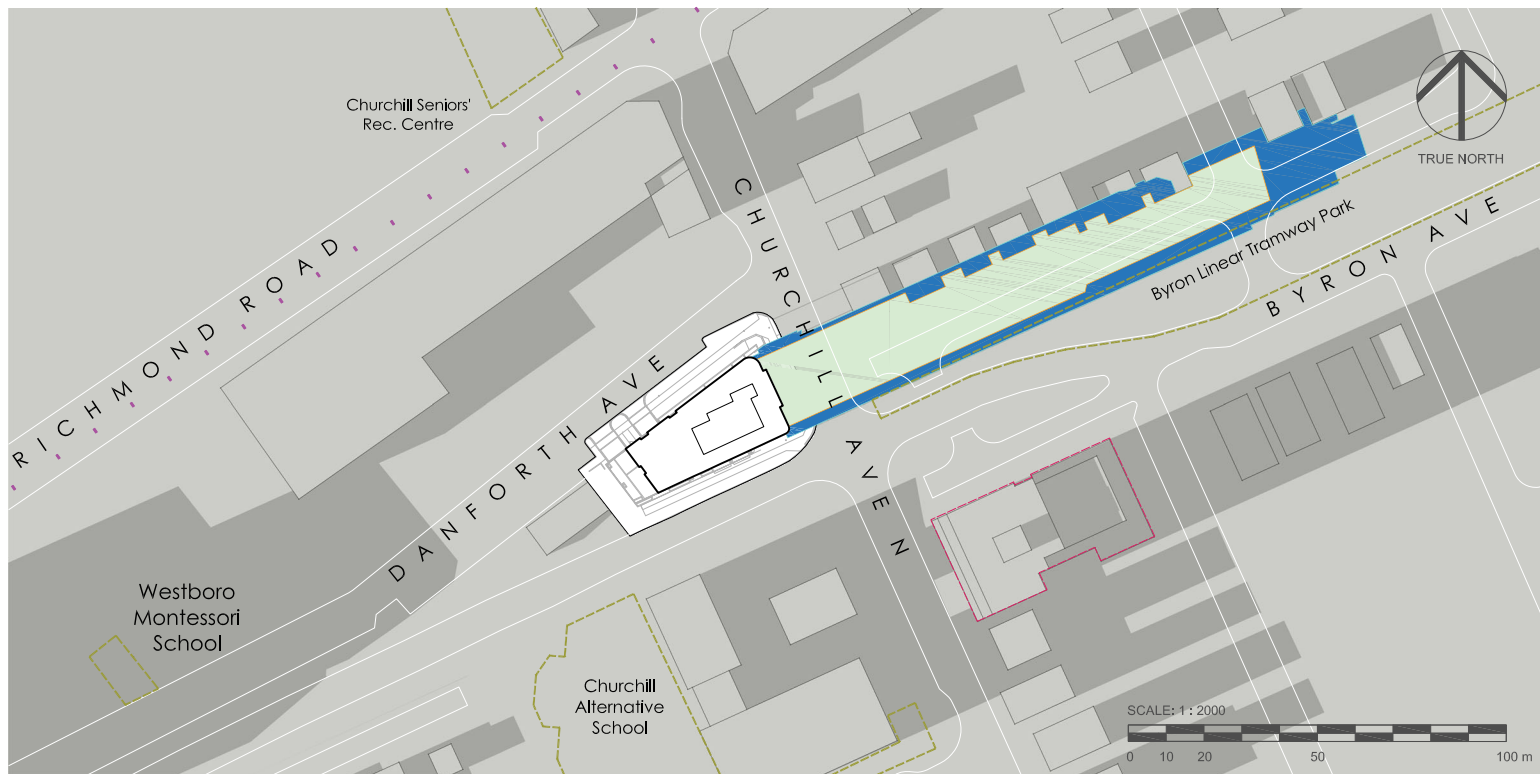 Churchill Seniors'
Rec. Centre
TRUE NORTH
CHURCHILL AVEN
RICHMOND ROAD
DANFORTH AVE
Byron Linear Tramway Park
BYRON AVE
Westboro
Montessori
School
Churchill
Alternative
School
SCALE: 1 : 2000
0 10 20 50 100 m